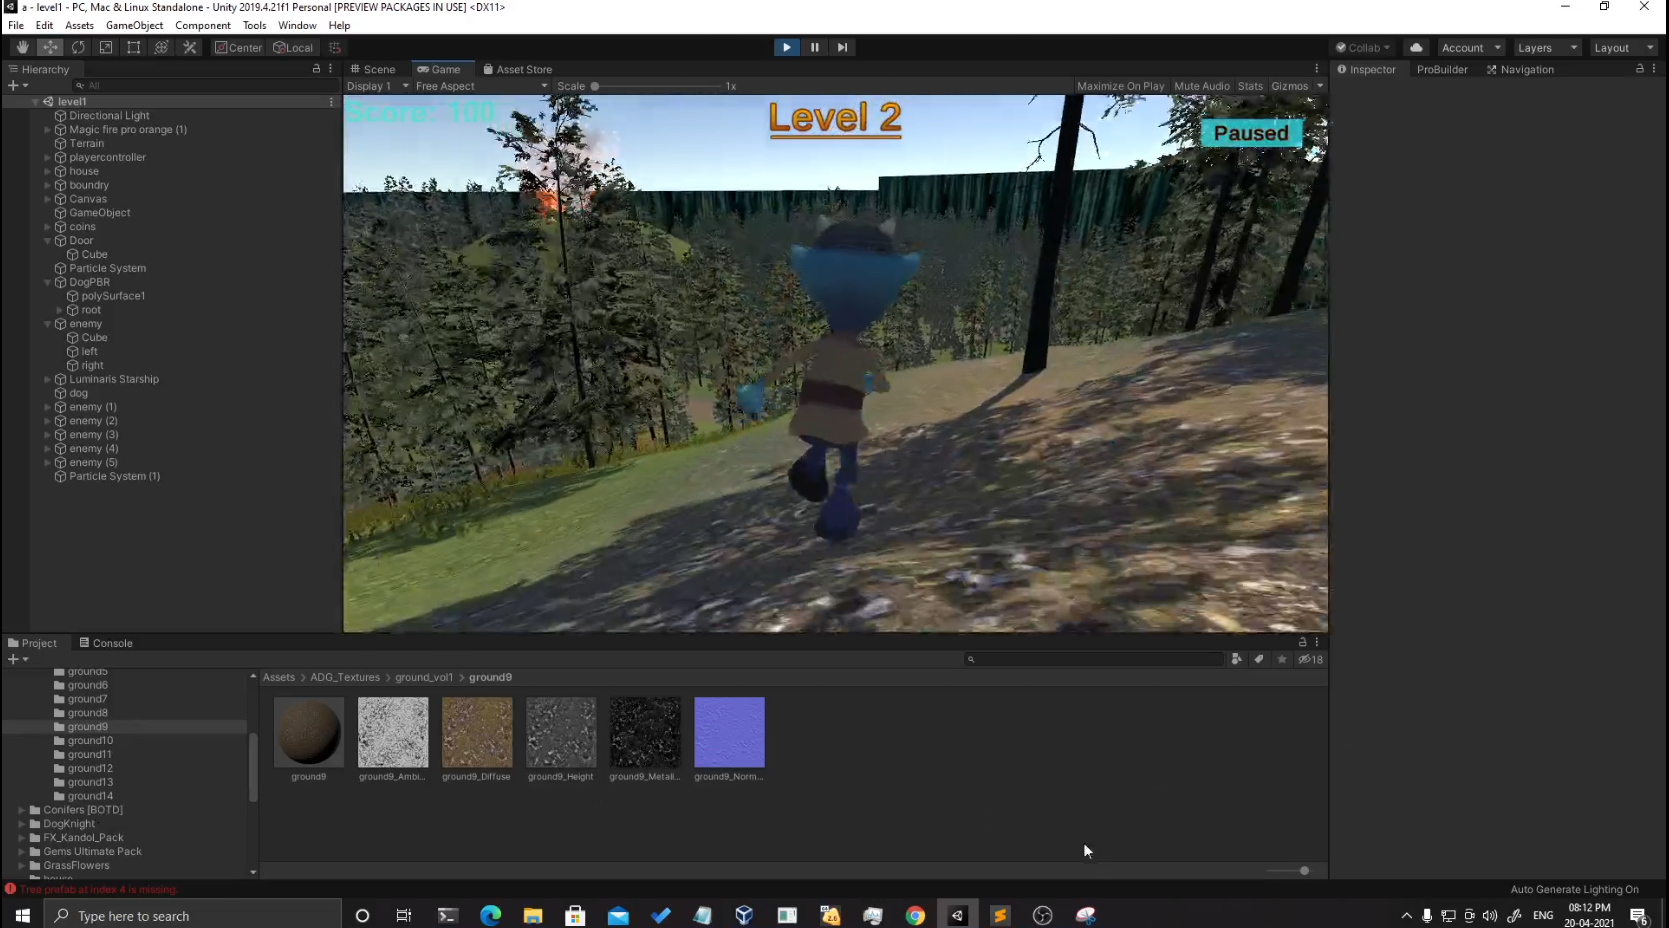 a - level1 - PC, Mac & Linux Standalone - Unity 2019.4.21f1 Personal [PREVIEW PACKAGES IN USE] <DX11>
File Edit Assets GameObject Component Tools Window Help
Center Local Collab Account Layers Layout
Hierarchy
All
level1
Directional Light
Magic fire pro orange (1)
Terrain
playercontroller
house
boundry
Canvas
GameObject
coins
Door
Cube
Particle System
DogPBR
polySurface1
root
enemy
Cube
left
right
Luminaris Starship
dog
enemy (1)
enemy (2)
enemy (3)
enemy (4)
enemy (5)
Particle System (1)
Scene Game Asset Store
Display 1 Free Aspect Scale 1x Maximize On Play Mute Audio Stats Gizmos
Score: 100
Level 2
Paused
Inspector ProBuilder Navigation
Project Console
18
ground5
ground6
ground7
ground8
ground9
ground10
ground11
ground12
ground13
ground14
Conifers [BOTD]
DogKnight
FX_Kandol_Pack
Gems Ultimate Pack
GrassFlowers
Assets > ADG_Textures > ground_vol1 > ground9
ground9 ground9_Ambi... ground9_Diffuse ground9_Height ground9_Metall... ground9_Norm...
Tree prefab at index 4 is missing.
Auto Generate Lighting On
Type here to search
ENG
08:12 PM
20-04-2021
6